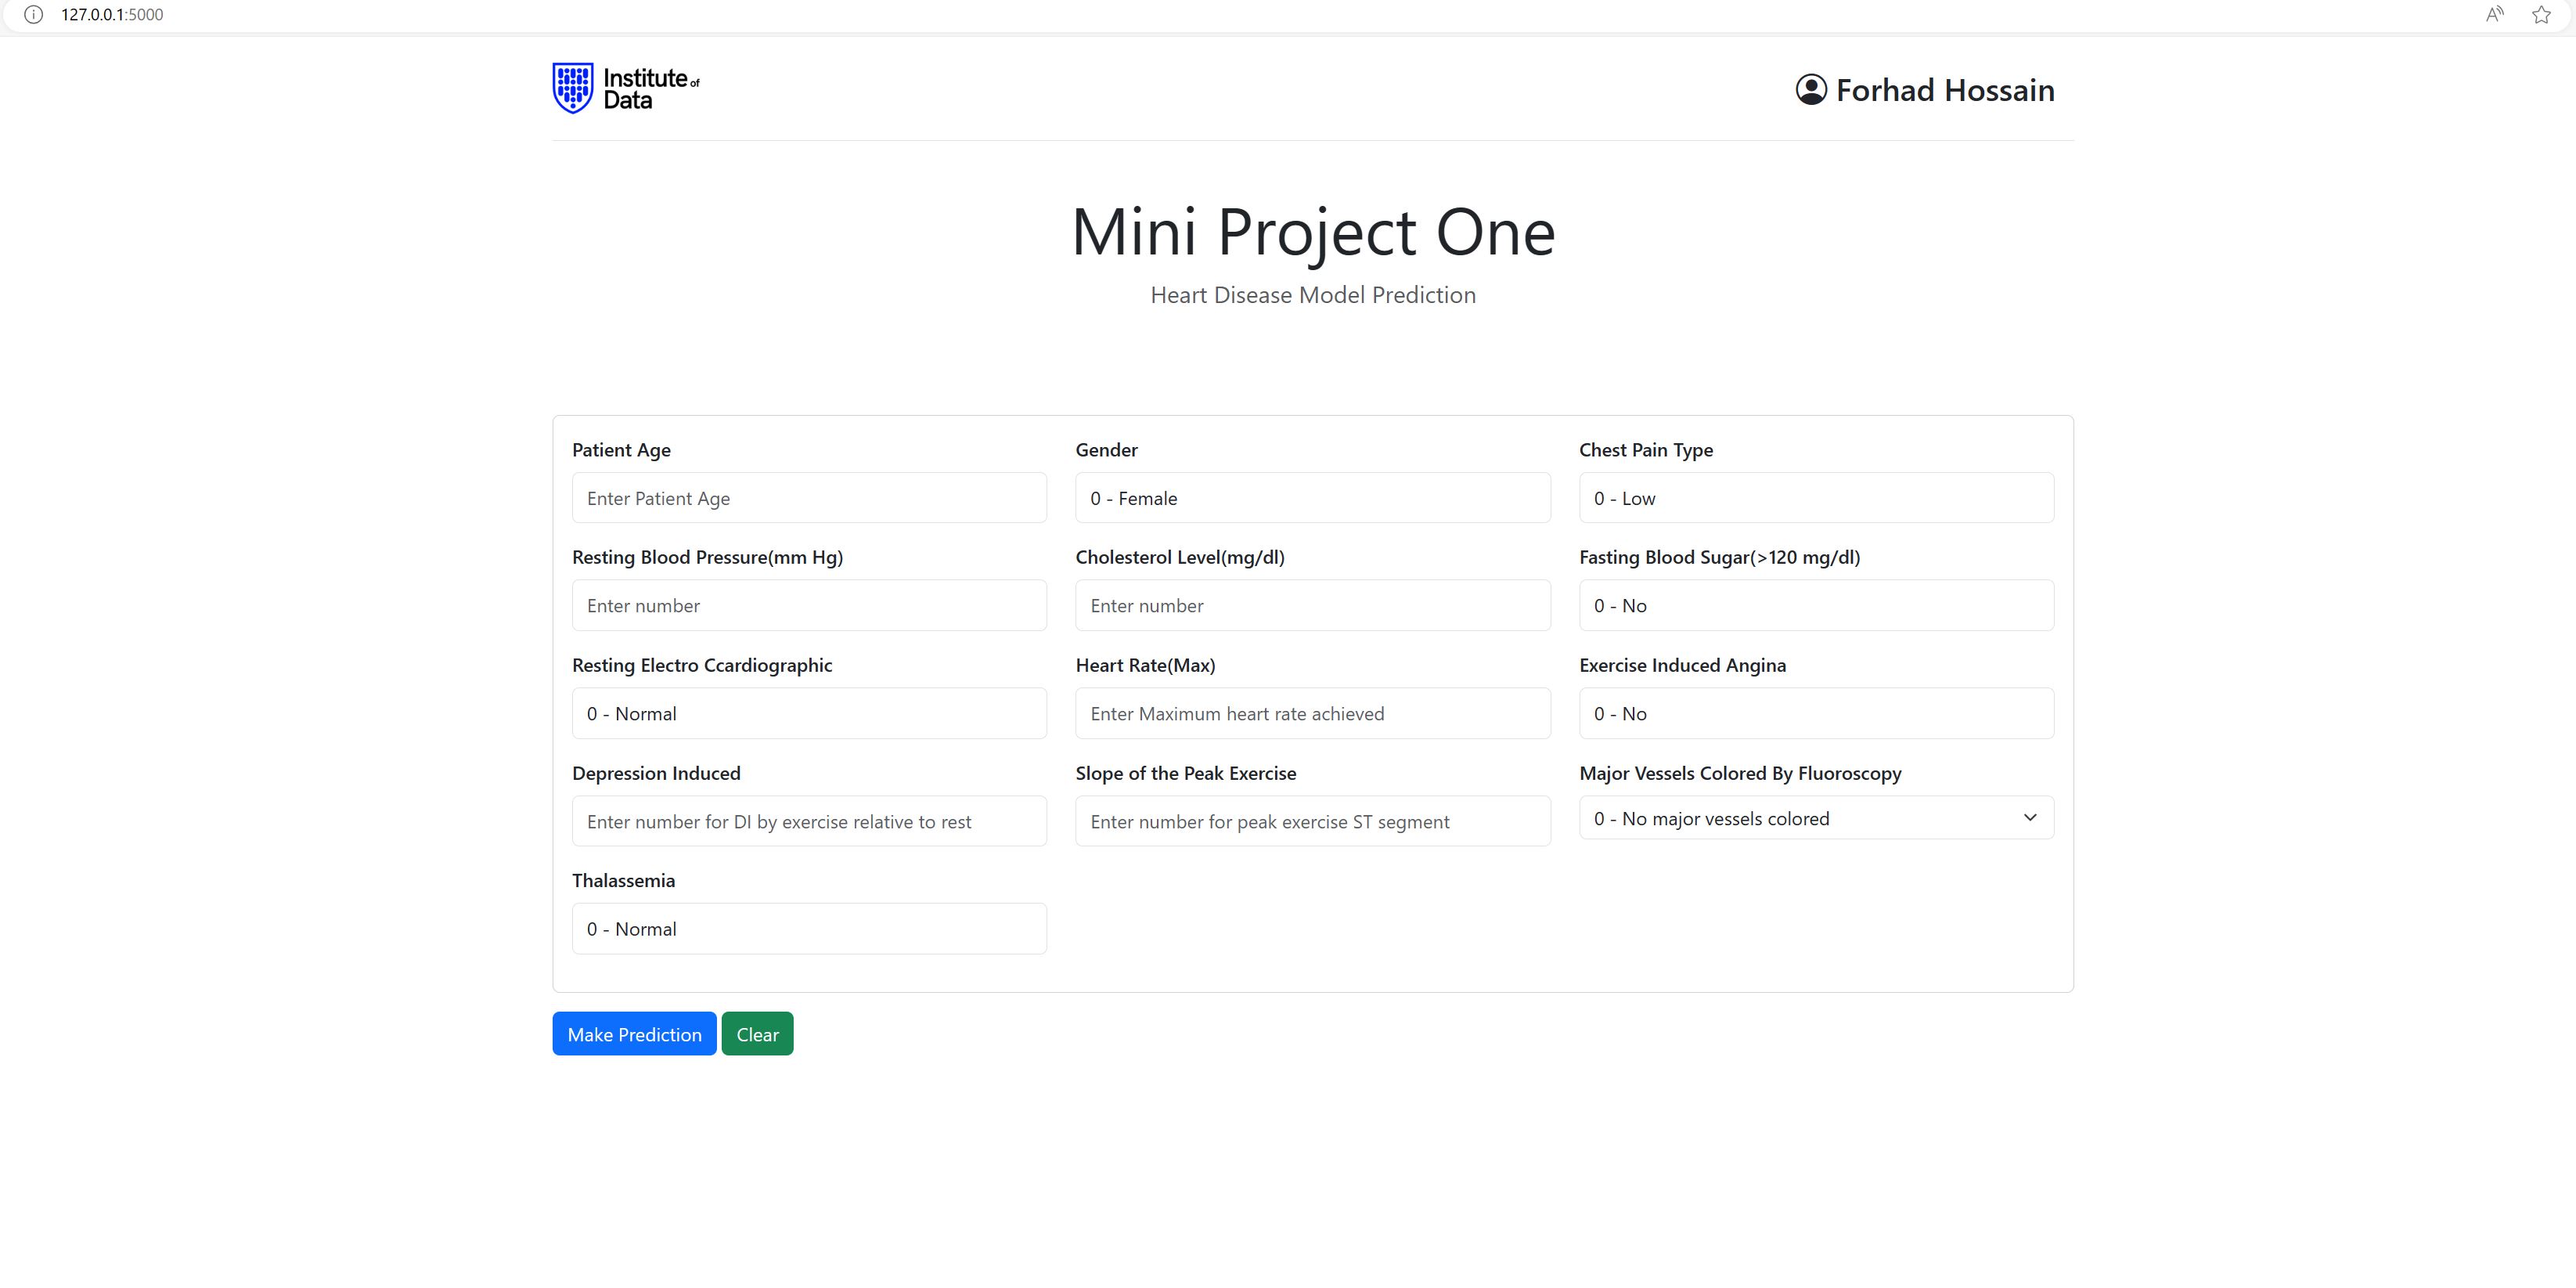 127.0.0.1:5000
Institute of
Data
Forhad Hossain
Mini Project One
Heart Disease Model Prediction
Patient Age
Gender
Chest Pain Type
Enter Patient Age
0 - Female
0 - Low
Resting Blood Pressure(mm Hg)
Cholesterol Level(mg/dl)
Fasting Blood Sugar(>120 mg/dl)
Enter number
Enter number
0 - No
Resting Electro Ccardiographic
Heart Rate(Max)
Exercise Induced Angina
0 - Normal
Enter Maximum heart rate achieved
0 - No
Depression Induced
Slope of the Peak Exercise
Major Vessels Colored By Fluoroscopy
Enter number for DI by exercise relative to rest
Enter number for peak exercise ST segment
0 - No major vessels colored
Thalassemia
0 - Normal
Make Prediction
Clear